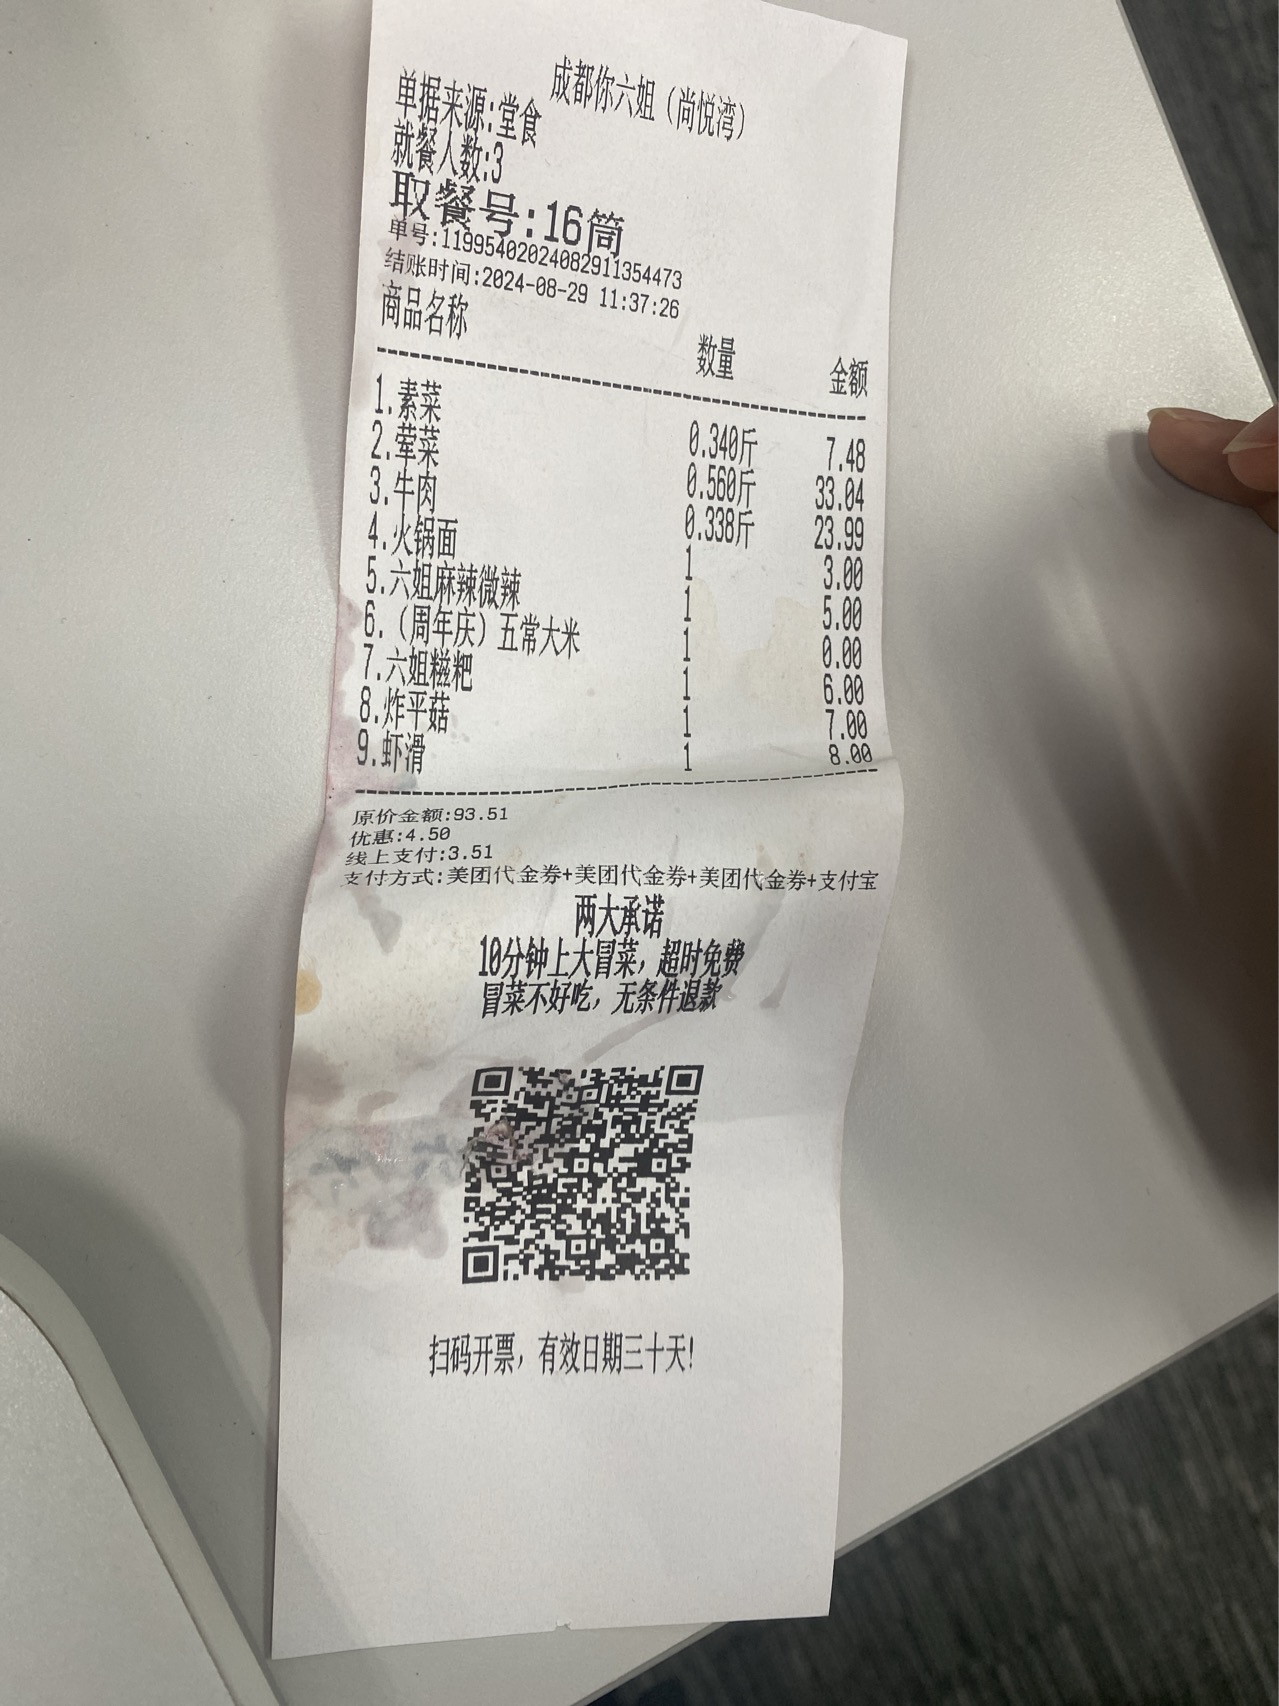 成都你六姐（尚悦湾）
单据来源:堂食
就餐人数:3
取餐号:16筒
单号:11995402024082911354473
结账时间:2024-08-29 11:37:26
商品名称 数量 金额
1.素菜 0.340斤 7.48
2.荤菜 0.560斤 33.04
3.牛肉 0.338斤 23.99
4.火锅面 1 3.00
5.六姐麻辣微辣 1 5.00
6.（周年庆）五常大米 1 0.00
7.六姐糍粑 1 6.00
8.炸平菇 1 7.00
9.虾滑 1 8.00
原价金额:93.51
优惠:4.50
线上支付:3.51
支付方式:美团代金券+美团代金券+美团代金券+支付宝
两大承诺
10分钟上大冒菜，超时免费
冒菜不好吃，无条件退款
扫码开票，有效日期三十天!